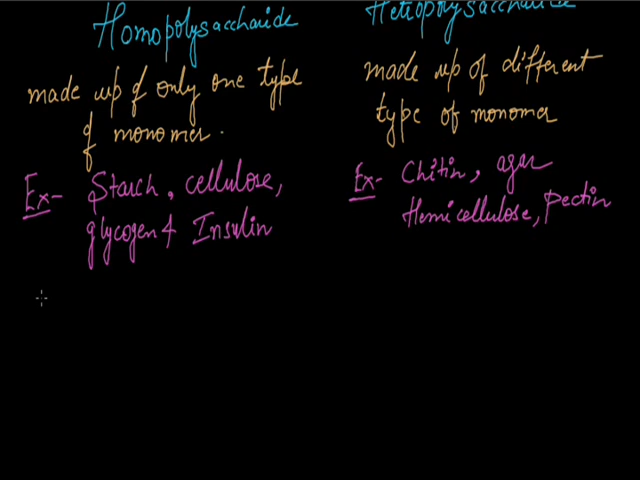 Homopolysaccharide
made up of only one type
of monomer.
Ex- Starch, cellulose,
glycogen & Insulin
Heteropolysaccharide
made up of different
type of monomer
Ex- Chitin, agar
Hemicellulose, pectin